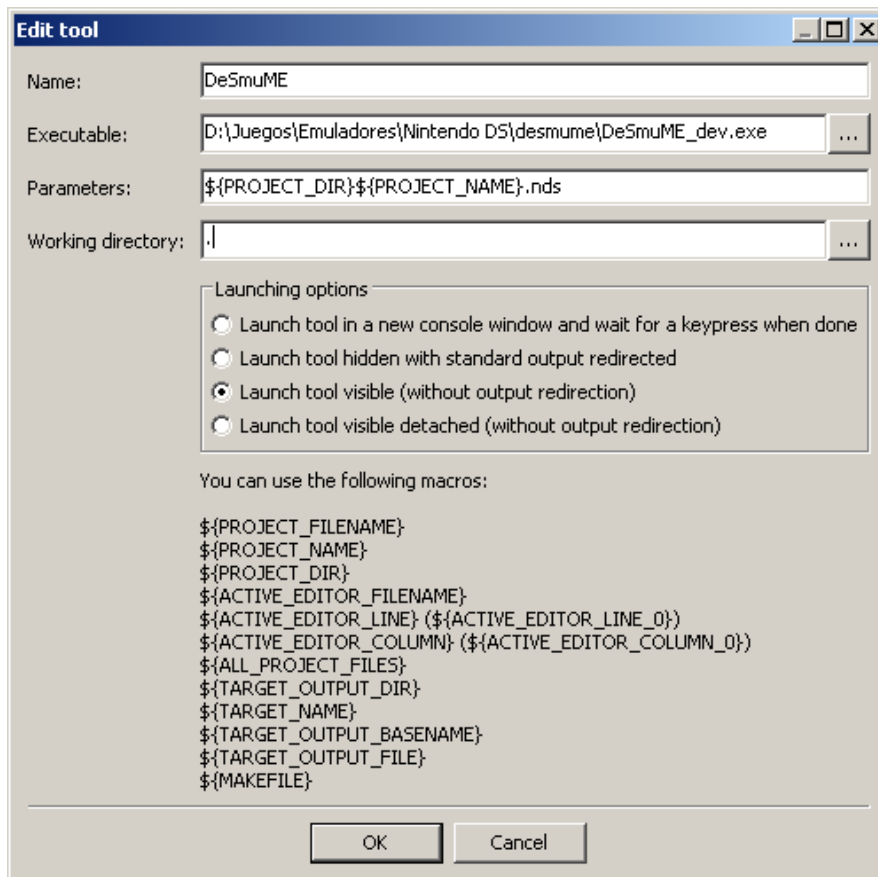 Edit tool
Name: DeSmuME
Executable: D:\Juegos\Emuladores\Nintendo DS\desmume\DeSmuME_dev.exe ...
Parameters: ${PROJECT_DIR}${PROJECT_NAME}.nds
Working directory: . ...
Launching options
Launch tool in a new console window and wait for a keypress when done
Launch tool hidden with standard output redirected
Launch tool visible (without output redirection)
Launch tool visible detached (without output redirection)
You can use the following macros:
${PROJECT_FILENAME}
${PROJECT_NAME}
${PROJECT_DIR}
${ACTIVE_EDITOR_FILENAME}
${ACTIVE_EDITOR_LINE} (${ACTIVE_EDITOR_LINE_0})
${ACTIVE_EDITOR_COLUMN} (${ACTIVE_EDITOR_COLUMN_0})
${ALL_PROJECT_FILES}
${TARGET_OUTPUT_DIR}
${TARGET_NAME}
${TARGET_OUTPUT_BASENAME}
${TARGET_OUTPUT_FILE}
${MAKEFILE}
OK Cancel